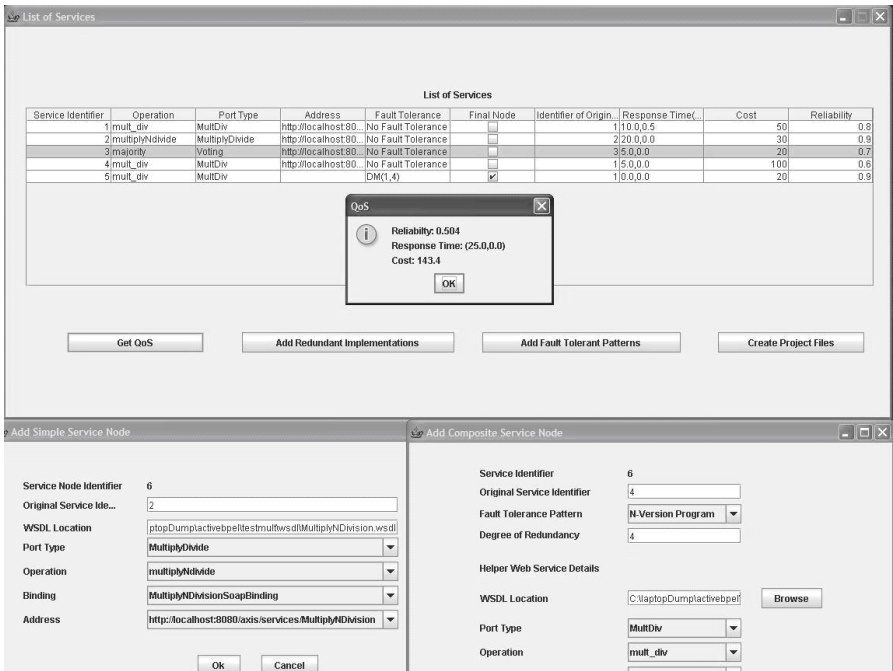 List of Services
List of Services
Service Identifier Operation Port Type Address Fault Tolerance Final Node Identifier of Origin... Response Time(... Cost Reliability
1 mult_div MultDiv http://localhost:80... No Fault Tolerance 1 10.0,0.5 50 0.8
2 multiplyNdivide MultiplyDivide http://localhost:80... No Fault Tolerance 2 20.0,0.0 30 0.9
3 majority Voting http://localhost:80... No Fault Tolerance 3 5.0,0.0 20 0.7
4 mult_div MultDiv http://localhost:80... No Fault Tolerance 1 5.0,0.0 100 0.6
5 mult_div MultDiv DM(1,4) 1 0.0,0.0 20 0.9
QoS
Reliabilty: 0.504
Response Time: (25.0,0.0)
Cost: 143.4
OK
Get QoS Add Redundant Implementations Add Fault Tolerant Patterns Create Project Files
Add Simple Service Node
Service Node Identifier 6
Original Service Ide... 2
WSDL Location ptopDump\activebpel\testmult\wsdl\MultiplyNDivision.wsdl
Port Type MultiplyDivide
Operation multiplyNdivide
Binding MultiplyNDivisionSoapBinding
Address http://localhost:8080/axis/services/MultiplyNDivision
Ok Cancel
Add Composite Service Node
Service Identifier 6
Original Service Identifier 4
Fault Tolerance Pattern N-Version Program
Degree of Redundancy 4
Helper Web Service Details
WSDL Location C:\laptopDump\activebpel\ Browse
Port Type MultDiv
Operation mult_div